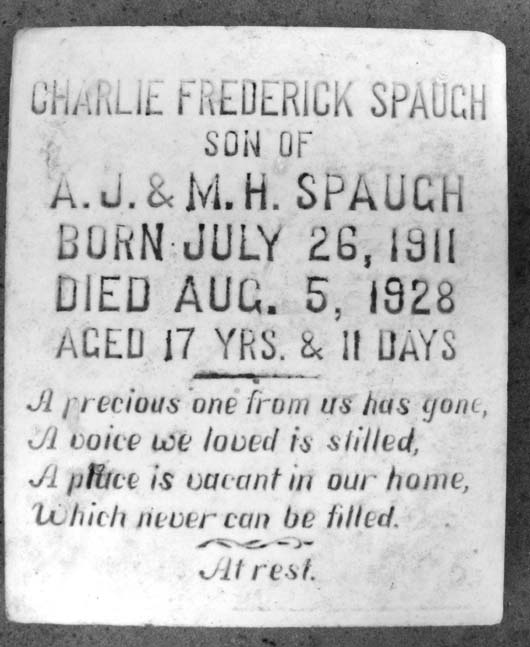 CHARLIE FREDERICK SPAUGH
SON OF
A. J. & M. H. SPAUGH
BORN JULY 26, 1911
DIED AUG. 5, 1928
AGED 17 YRS. & 11 DAYS
A precious one from us has gone,
A voice we loved is stilled,
A place is vacant in our home,
Which never can be filled.
At rest.